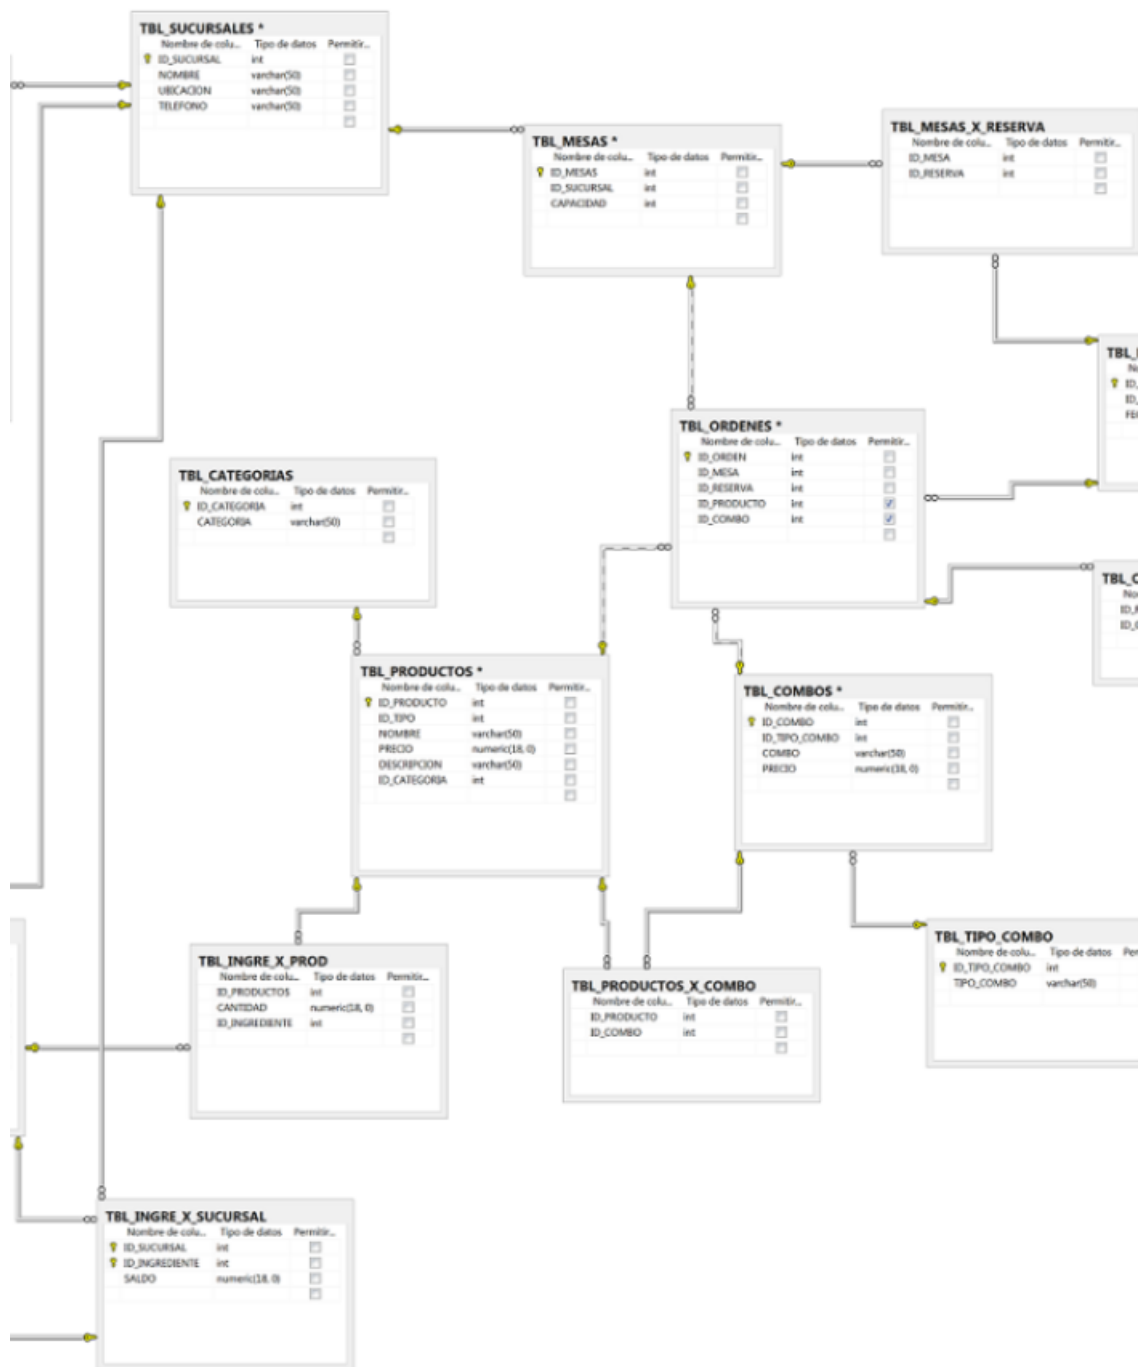 TBL_SUCURSALES *
Nombre de colu... Tipo de datos Permitir...
ID_SUCURSAL int
NOMBRE varchar(50)
UBICACION varchar(50)
TELEFONO varchar(50)
TBL_MESAS *
Nombre de colu... Tipo de datos Permitir...
ID_MESAS int
ID_SUCURSAL int
CAPACIDAD int
TBL_MESAS_X_RESERVA
Nombre de colu... Tipo de datos Permitir...
ID_MESA int
ID_RESERVA int
TBL_
ID_
ID_
FE
TBL_ORDENES *
Nombre de colu... Tipo de datos Permitir...
ID_ORDEN int
ID_MESA int
ID_RESERVA int
ID_PRODUCTO int
ID_COMBO int
TBL_CATEGORIAS
Nombre de colu... Tipo de datos Permitir...
ID_CATEGORIA int
CATEGORIA varchar(50)
TBL_C
No
ID_
ID_
TBL_PRODUCTOS *
Nombre de colu... Tipo de datos Permitir...
ID_PRODUCTO int
ID_TIPO int
NOMBRE varchar(50)
PRECIO numeric(18, 0)
DESCRIPCION varchar(50)
ID_CATEGORIA int
TBL_COMBOS *
Nombre de colu... Tipo de datos Permitir...
ID_COMBO int
ID_TIPO_COMBO int
COMBO varchar(50)
PRECIO numeric(18, 0)
TBL_TIPO_COMBO
Nombre de colu... Tipo de datos Per
ID_TIPO_COMBO int
TIPO_COMBO varchar(50)
TBL_INGRE_X_PROD
Nombre de colu... Tipo de datos Permitir...
ID_PRODUCTOS int
CANTIDAD numeric(18, 0)
ID_INGREDIENTE int
TBL_PRODUCTOS_X_COMBO
Nombre de colu... Tipo de datos Permitir...
ID_PRODUCTO int
ID_COMBO int
TBL_INGRE_X_SUCURSAL
Nombre de colu... Tipo de datos Permitir...
ID_SUCURSAL int
ID_INGREDIENTE int
SALDO numeric(18, 0)